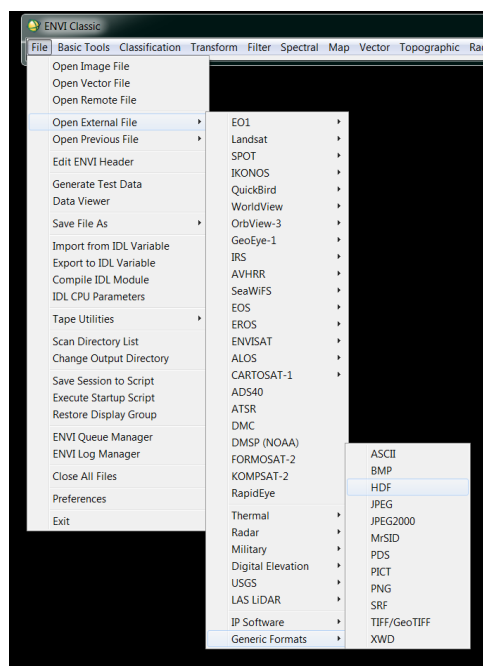 ENVI Classic
File Basic Tools Classification Transform Filter Spectral Map Vector Topographic
Open Image File
Open Vector File
Open Remote File
Open External File
Open Previous File
Edit ENVI Header
Generate Test Data
Data Viewer
Save File As
Import from IDL Variable
Export to IDL Variable
Compile IDL Module
IDL CPU Parameters
Tape Utilities
Scan Directory List
Change Output Directory
Save Session to Script
Execute Startup Script
Restore Display Group
ENVI Queue Manager
ENVI Log Manager
Close All Files
Preferences
Exit
EO1
Landsat
SPOT
IKONOS
QuickBird
WorldView
OrbView-3
GeoEye-1
IRS
AVHRR
SeaWiFS
EOS
EROS
ENVISAT
ALOS
CARTOSAT-1
ADS40
ATSR
DMC
DMSP (NOAA)
FORMOSAT-2
KOMPSAT-2
RapidEye
Thermal
Radar
Military
Digital Elevation
USGS
LAS LiDAR
IP Software
Generic Formats
ASCII
BMP
HDF
JPEG
JPEG2000
MrSID
PDS
PICT
PNG
SRF
TIFF/GeoTIFF
XWD